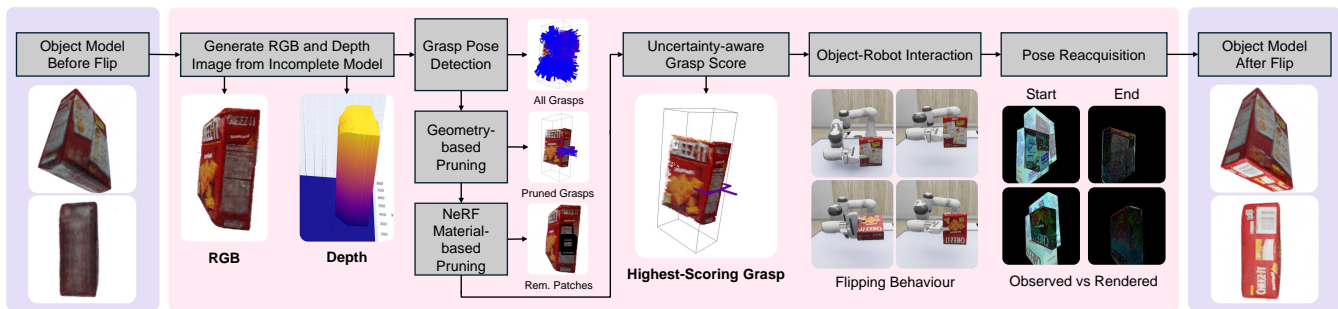 Object Model
Before Flip
Generate RGB and Depth
Image from Incomplete Model
RGB
Depth
Grasp Pose
Detection
All Grasps
Geometry-
based
Pruning
Pruned Grasps
NeRF
Material-
based
Pruning
Rem. Patches
Uncertainty-aware
Grasp Score
Highest-Scoring Grasp
Object-Robot Interaction
Flipping Behaviour
Pose Reacquisition
Start
End
Observed vs Rendered
Object Model
After Flip